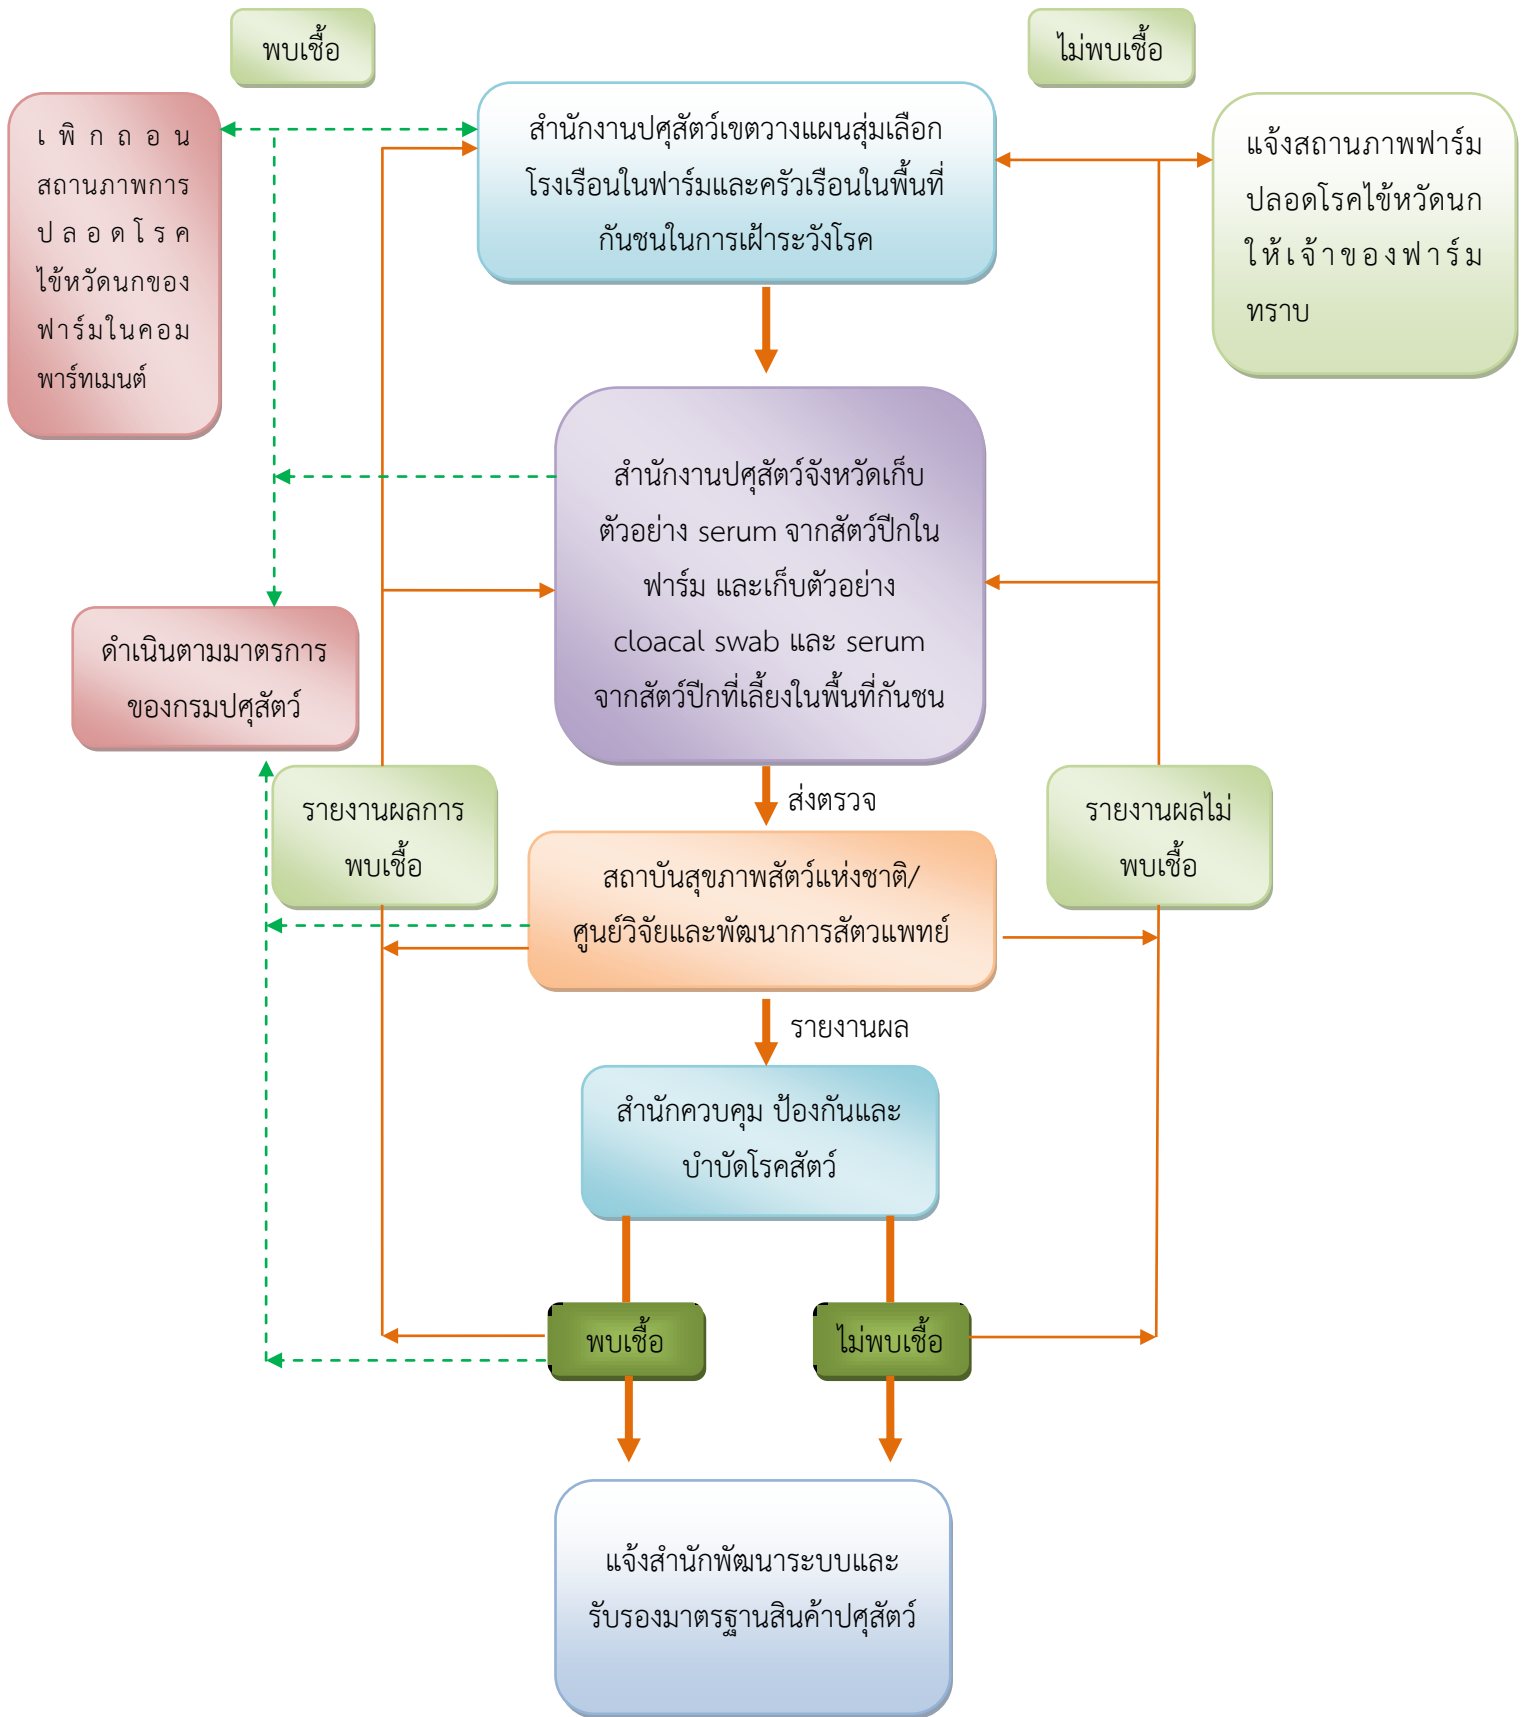 พบเชื้อ
ไม่พบเชื้อ
เพิกถอน
สถานภาพการ
ปลอดโรค
ไข้หวัดนกของ
ฟาร์มในคอม
พาร์ทเมนต์
สำนักงานปศุสัตว์เขตวางแผนสุ่มเลือก
โรงเรือนในฟาร์มและครัวเรือนในพื้นที่
กันชนในการเฝ้าระวังโรค
แจ้งสถานภาพฟาร์ม
ปลอดโรคไข้หวัดนก
ให้เจ้าของฟาร์ม
ทราบ
สำนักงานปศุสัตว์จังหวัดเก็บ
ตัวอย่าง serum จากสัตว์ปีกใน
ฟาร์ม และเก็บตัวอย่าง
cloacal swab และ serum
จากสัตว์ปีกที่เลี้ยงในพื้นที่กันชน
ดำเนินตามมาตรการ
ของกรมปศุสัตว์
ส่งตรวจ
รายงานผลการ
พบเชื้อ
รายงานผลไม่
พบเชื้อ
สถาบันสุขภาพสัตว์แห่งชาติ/
ศูนย์วิจัยและพัฒนาการสัตวแพทย์
รายงานผล
สำนักควบคุม ป้องกันและ
บำบัดโรคสัตว์
พบเชื้อ
ไม่พบเชื้อ
แจ้งสำนักพัฒนาระบบและ
รับรองมาตรฐานสินค้าปศุสัตว์